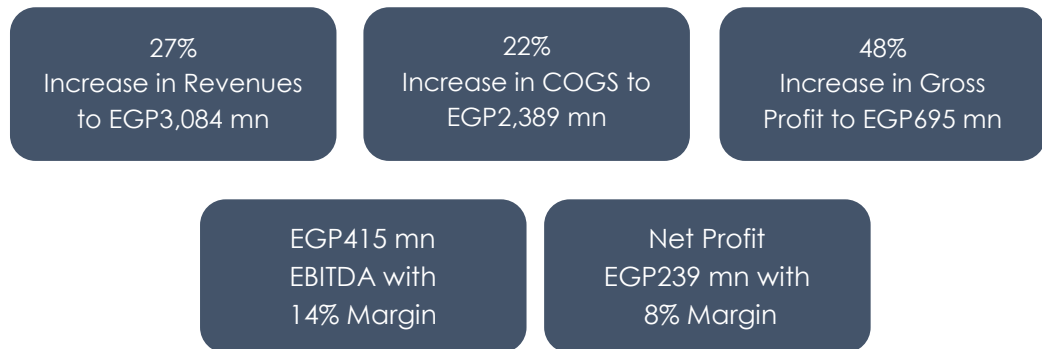 27%
Increase in Revenues
to EGP3,084 mn
22%
Increase in COGS to
EGP2,389 mn
48%
Increase in Gross
Profit to EGP695 mn
EGP415 mn
EBITDA with
14% Margin
Net Profit
EGP239 mn with
8% Margin